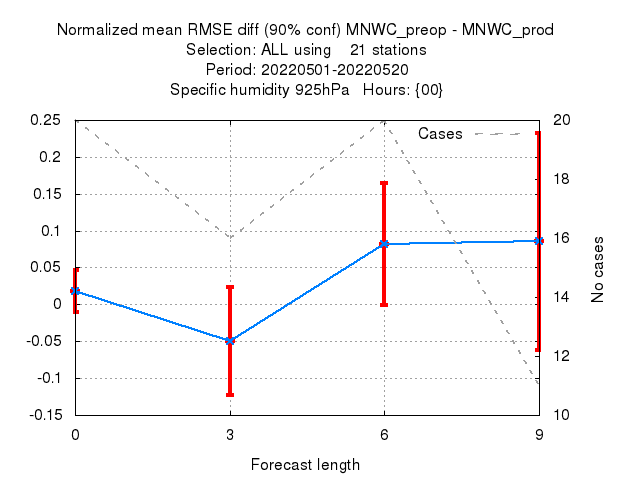 Normalized mean RMSE diff (90% conf) MNWC_preop - MNWC_prod
Selection: ALL using    21 stations
Period: 20220501-20220520
Specific humidity 925hPa   Hours: {00}
Cases
0.25
0.2
0.15
0.1
0.05
0
-0.05
-0.1
-0.15
20
18
16
14
12
10
No cases
0 3 6 9
Forecast length